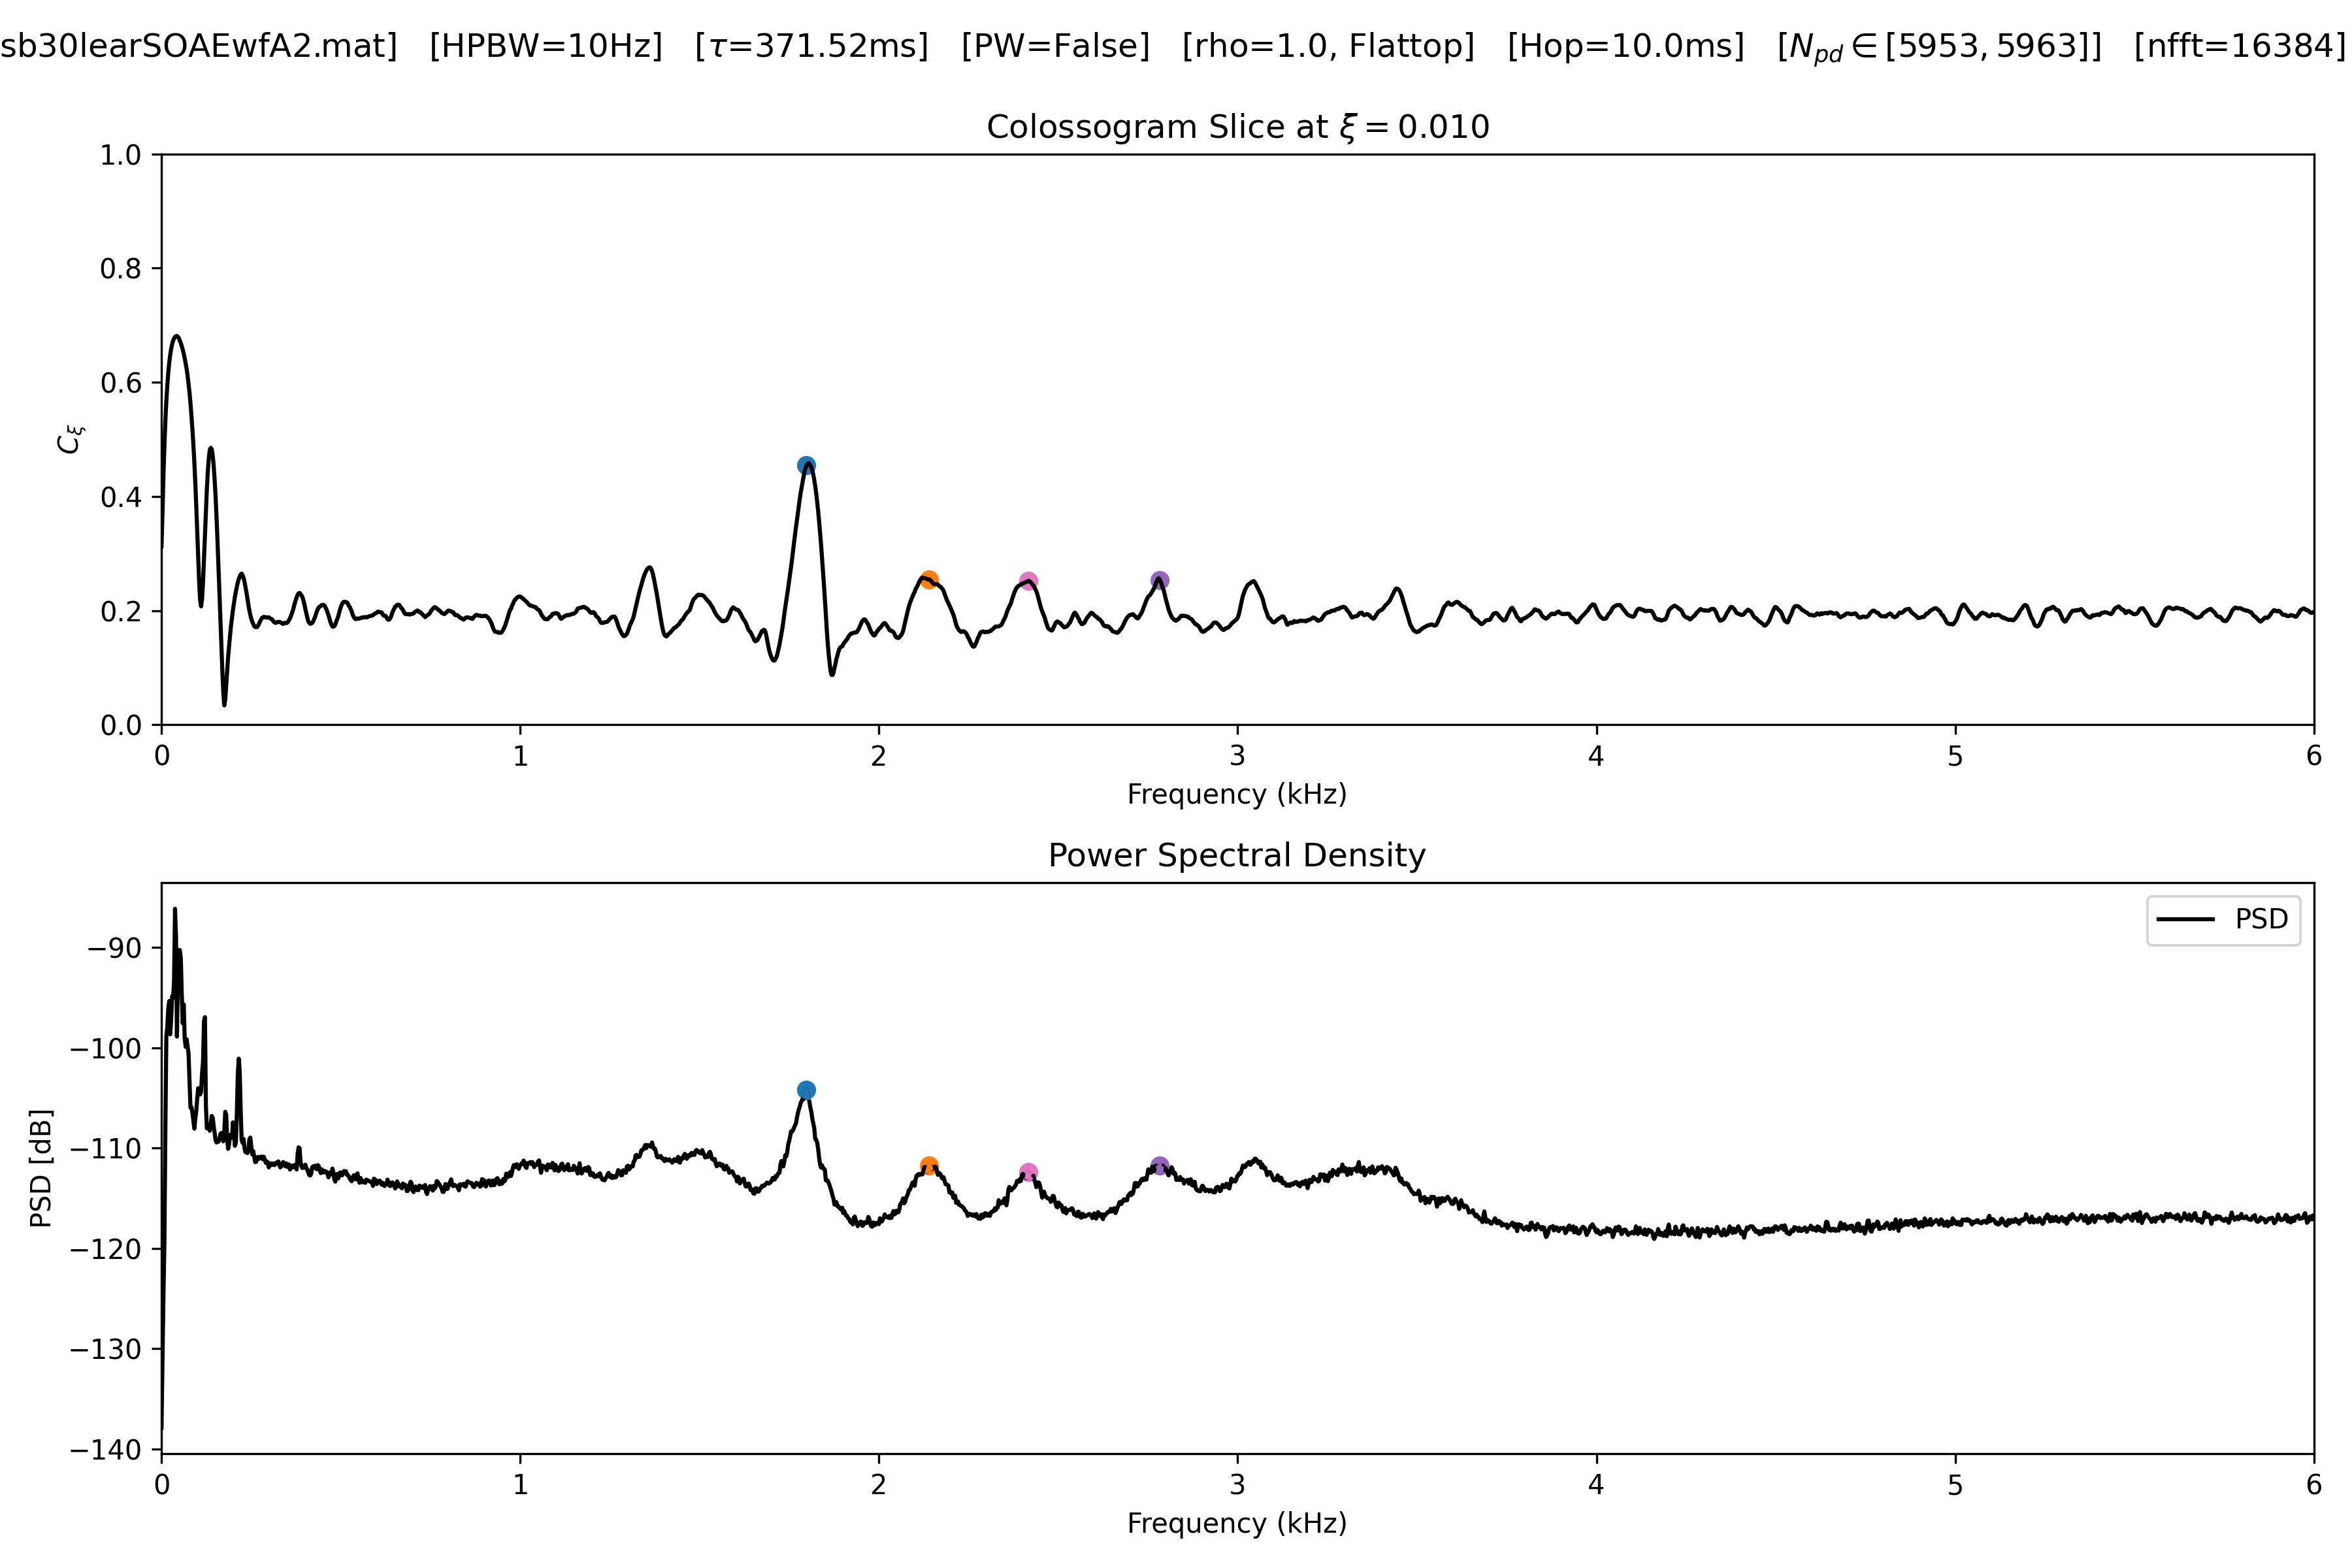 sb30learSOAEwfA2.mat] [HPBW=10Hz] [τ=371.52ms] [PW=False] [rho=1.0, Flattop] [Hop=10.0ms] [N_pd ∈ [5953, 5963]] [nfft=16384]
Colossogram Slice at ξ = 0.010
1.0
0.8
0.6
0.4
0.2
0.0
C_ξ
0 1 2 3 4 5 6
Frequency (kHz)
Power Spectral Density
PSD
−90
−100
−110
−120
−130
−140
PSD [dB]
0 1 2 3 4 5 6
Frequency (kHz)